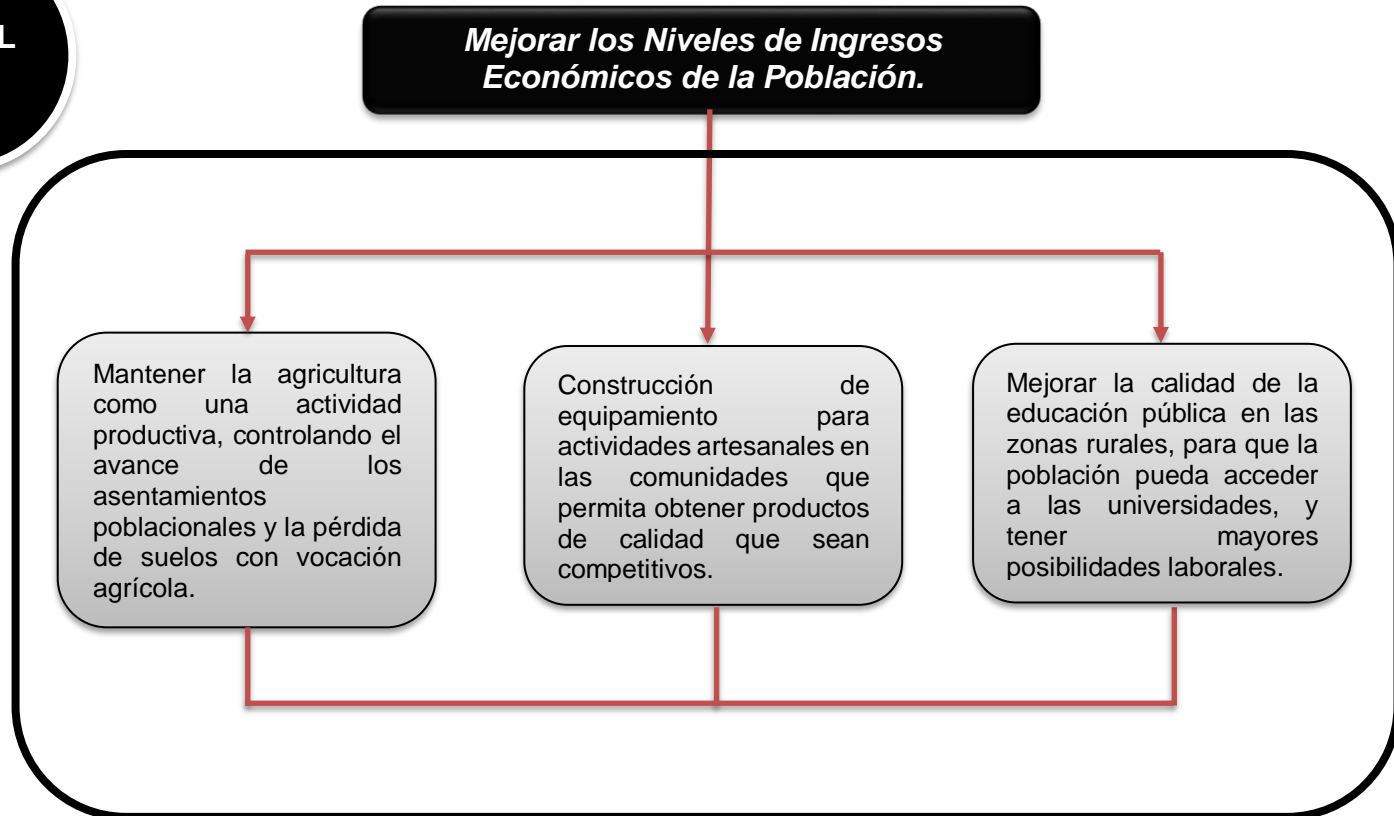 L
Mejorar los Niveles de Ingresos
Económicos de la Población.
Mantener la agricultura
como una actividad
productiva, controlando el
avance de los
asentamientos
poblacionales y la pérdida
de suelos con vocación
agrícola.
Construcción de
equipamiento para
actividades artesanales en
las comunidades que
permita obtener productos
de calidad que sean
competitivos.
Mejorar la calidad de la
educación pública en las
zonas rurales, para que la
población pueda acceder
a las universidades, y
tener mayores
posibilidades laborales.